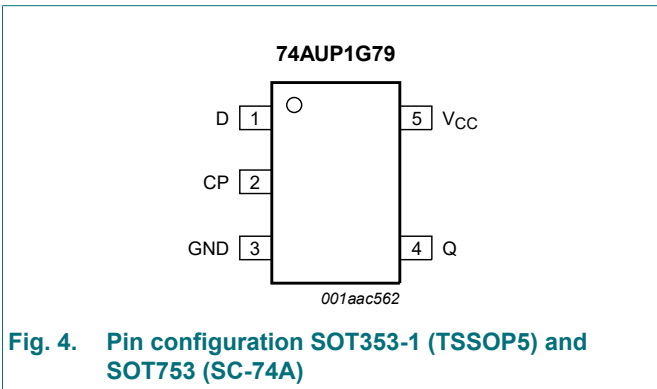 74AUP1G79
D 1 5 VCC
CP 2
GND 3 4 Q
001aac562
Fig. 4. Pin configuration SOT353-1 (TSSOP5) and
SOT753 (SC-74A)